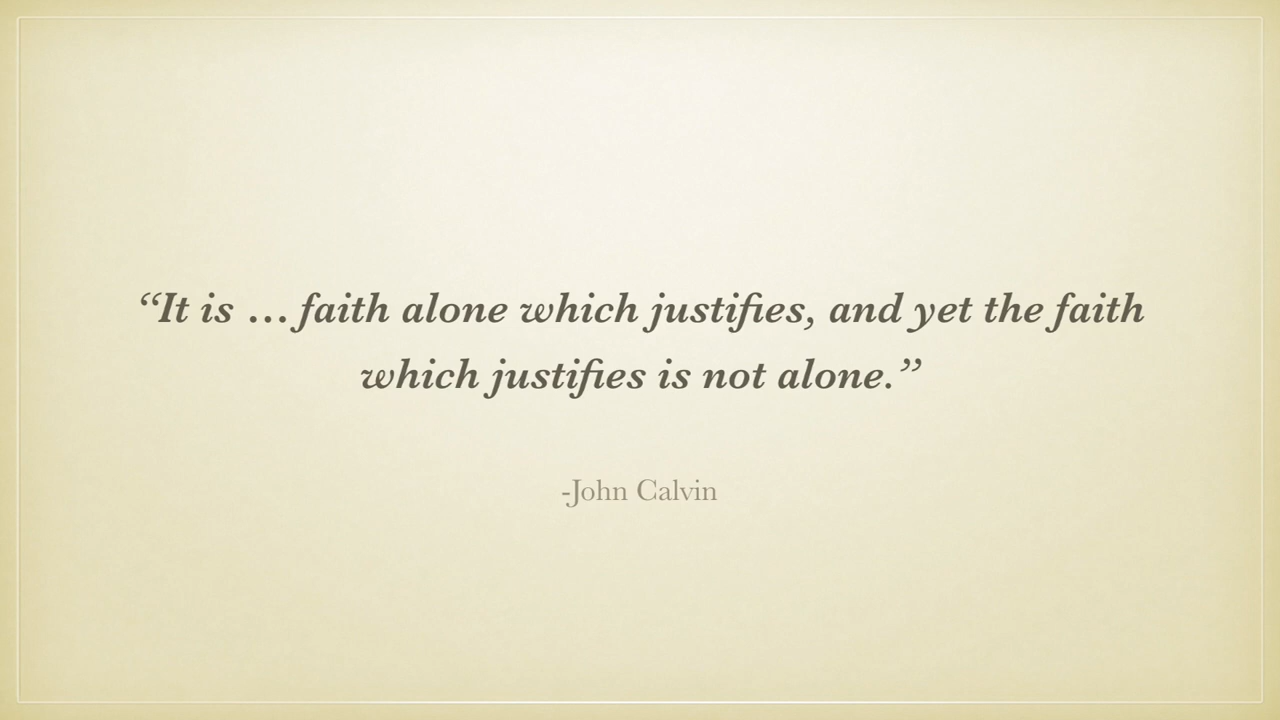 “It is … faith alone which justifies, and yet the faith
which justifies is not alone.”
-John Calvin